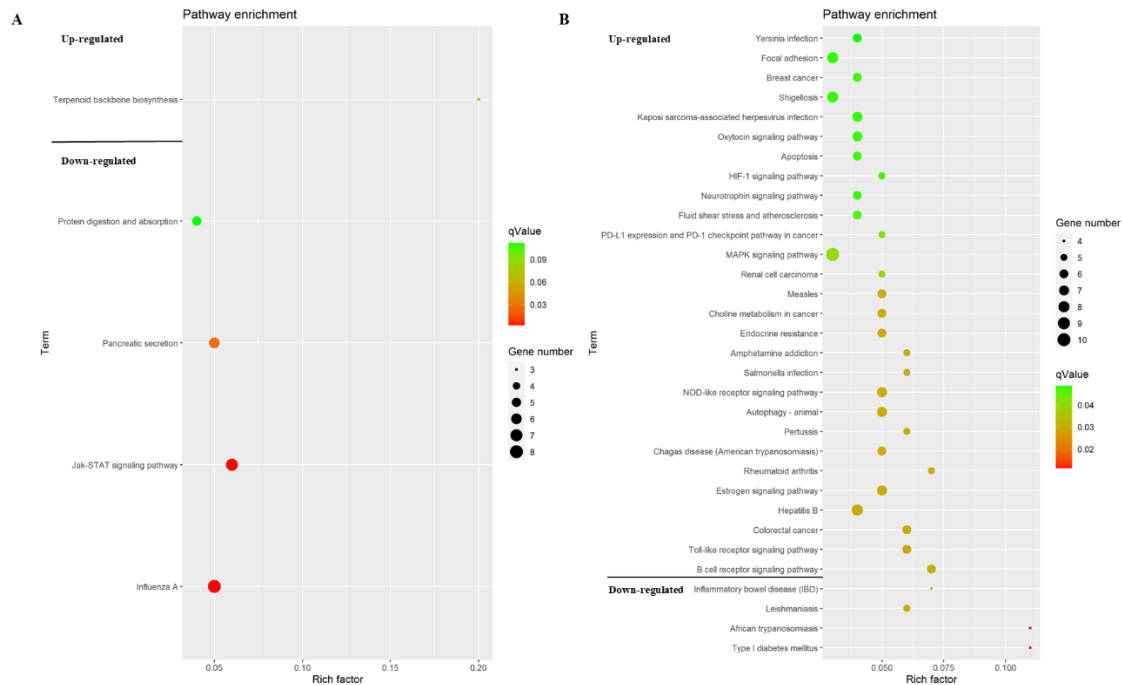 A
Pathway enrichment
Up-regulated
Terpenoid backbone biosynthesis
Down-regulated
Protein digestion and absorption
Pancreatic secretion
Jak-STAT signaling pathway
Influenza A
Term
0.05 0.10 0.15 0.20
Rich factor
qValue
0.09
0.06
0.03
Gene number
3
4
5
6
7
8
B
Pathway enrichment
Up-regulated
Yersinia infection
Focal adhesion
Breast cancer
Shigellosis
Kaposi sarcoma-associated herpesvirus infection
Oxytocin signaling pathway
Apoptosis
HIF-1 signaling pathway
Neurotrophin signaling pathway
Fluid shear stress and atherosclerosis
PD-L1 expression and PD-1 checkpoint pathway in cancer
MAPK signaling pathway
Renal cell carcinoma
Measles
Choline metabolism in cancer
Endocrine resistance
Amphetamine addiction
Salmonella infection
NOD-like receptor signaling pathway
Autophagy - animal
Pertussis
Chagas disease (American trypanosomiasis)
Rheumatoid arthritis
Estrogen signaling pathway
Hepatitis B
Colorectal cancer
Toll-like receptor signaling pathway
B cell receptor signaling pathway
Down-regulated
Inflammatory bowel disease (IBD)
Leishmaniasis
African trypanosomiasis
Type I diabetes mellitus
Term
0.050 0.075 0.100
Rich factor
Gene number
4
5
6
7
8
9
10
qValue
0.04
0.03
0.02